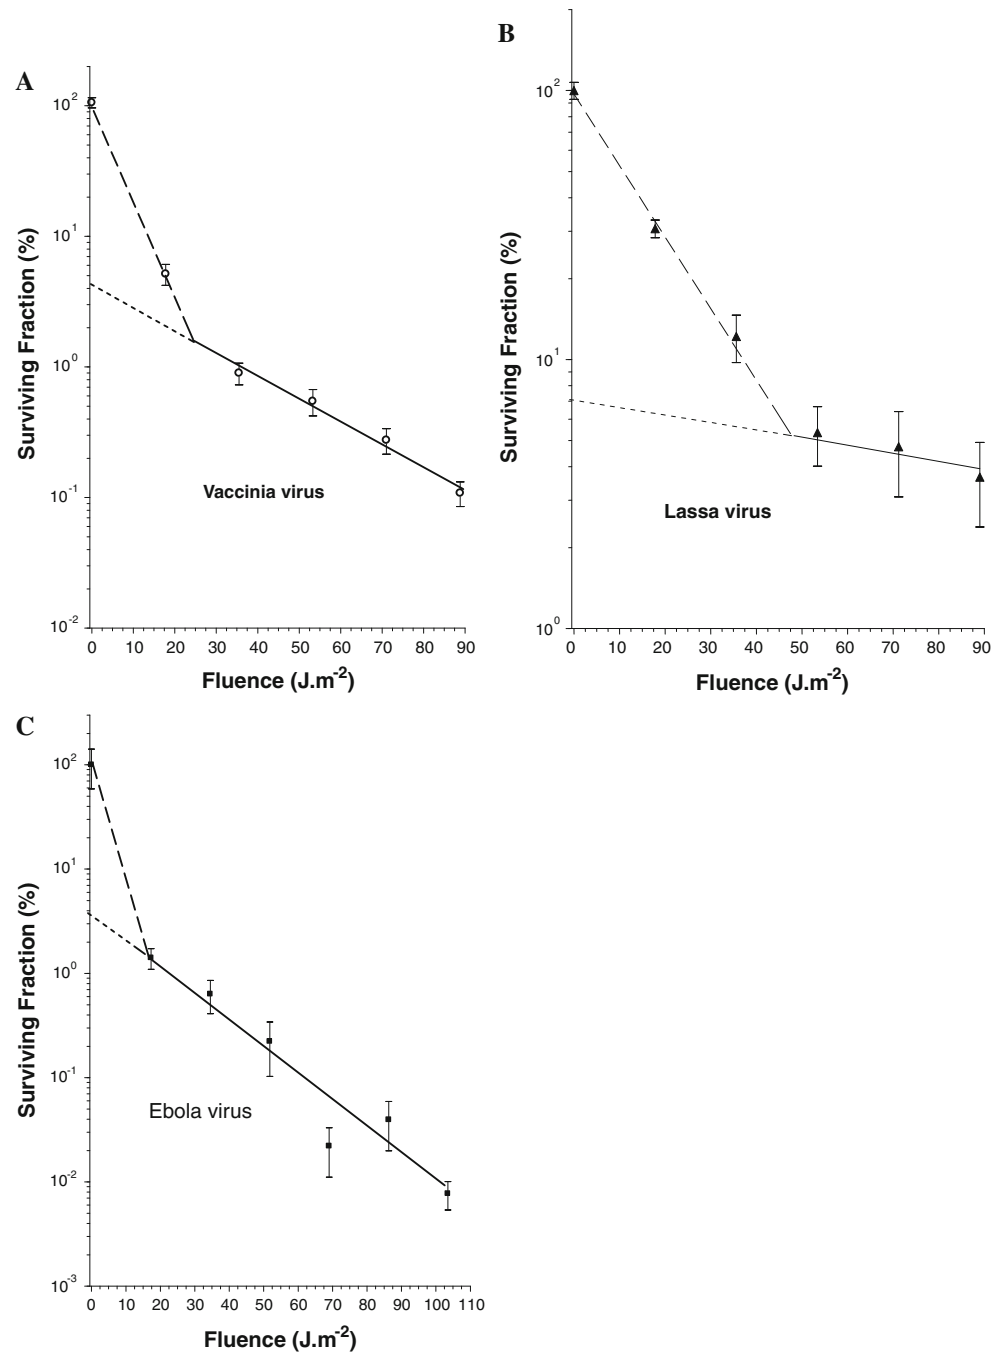 A
10^2
10^1
10^0
10^-1
10^-2
Surviving Fraction (%)
Vaccinia virus
0 10 20 30 40 50 60 70 80 90
Fluence (J.m^-2)
B
10^2
10^1
10^0
Surviving Fraction (%)
Lassa virus
0 10 20 30 40 50 60 70 80 90
Fluence (J.m^-2)
C
10^2
10^1
10^0
10^-1
10^-2
10^-3
Surviving Fraction (%)
Ebola virus
0 10 20 30 40 50 60 70 80 90 100 110
Fluence (J.m^-2)